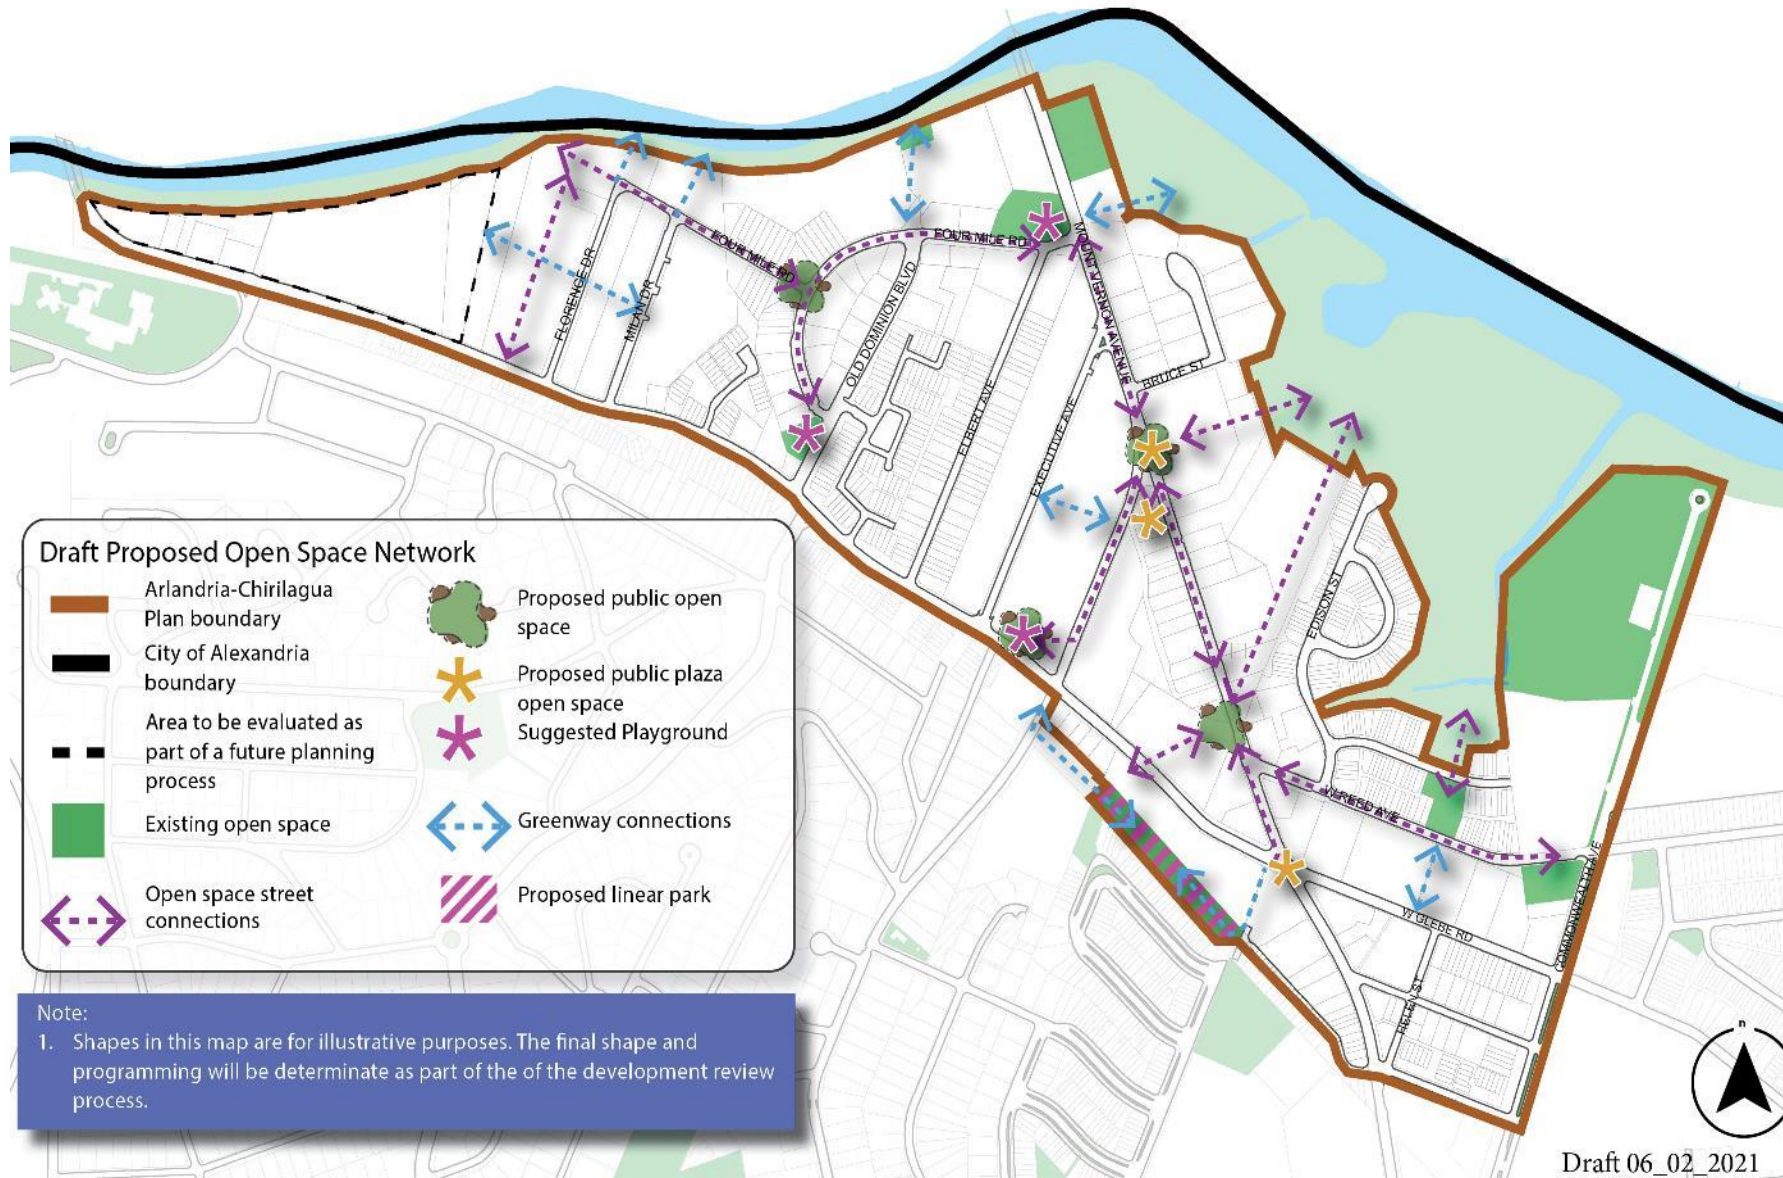 FOUR MILE RD
FOUR MILE RD
MOUNT VERNON AVENUE
FLORENCE DR
MILAN DR
OLD DOMINION BLVD
ELBERT AVE
EXECUTIVE AVE
BRUCE ST
EDISON ST
W REED AVE
W GLEBE RD
HELEN ST
COMMONWEALTH AVE
Draft Proposed Open Space Network
Arlandria-Chirilagua
Plan boundary
City of Alexandria
boundary
Area to be evaluated as
part of a future planning
process
Existing open space
Open space street
connections
Proposed public open
space
Proposed public plaza
open space
Suggested Playground
Greenway connections
Proposed linear park
Note:
1. Shapes in this map are for illustrative purposes. The final shape and
programming will be determinate as part of the of the development review
process.
n
Draft 06_02_2021